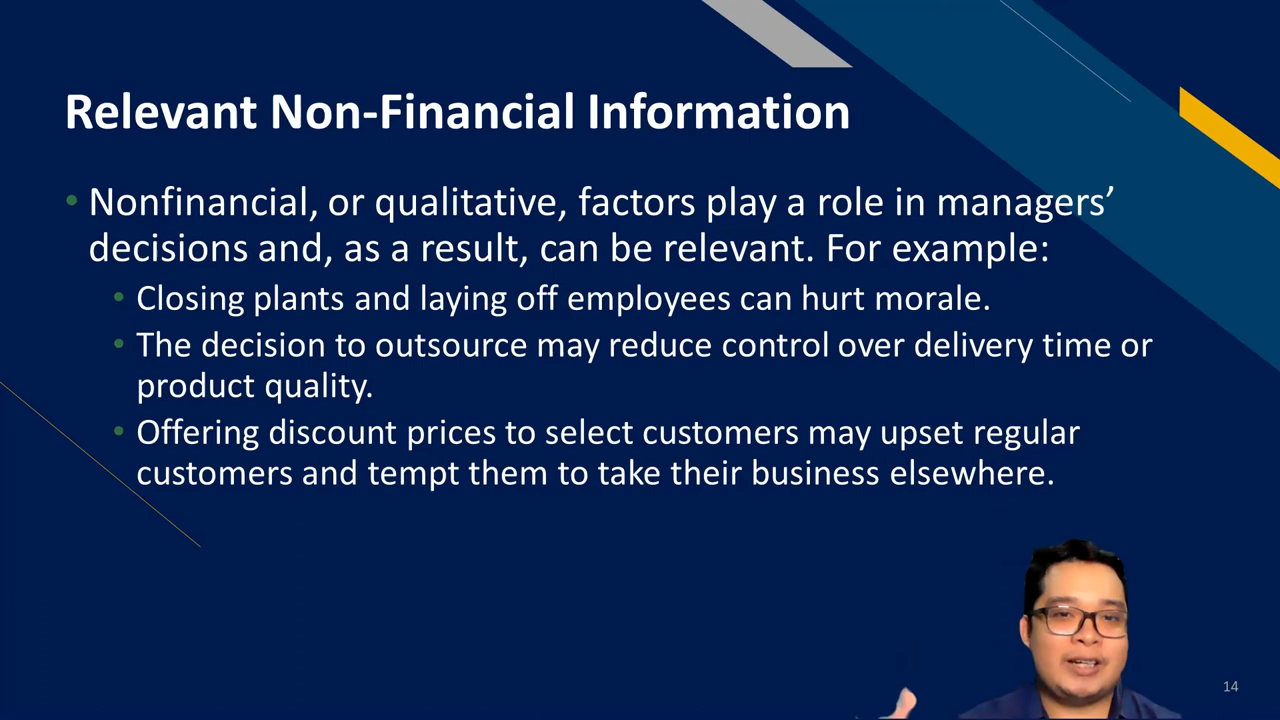 Relevant Non-Financial Information
• Nonfinancial, or qualitative, factors play a role in managers’
decisions and, as a result, can be relevant. For example:
• Closing plants and laying off employees can hurt morale.
• The decision to outsource may reduce control over delivery time or
product quality.
• Offering discount prices to select customers may upset regular
customers and tempt them to take their business elsewhere.
14